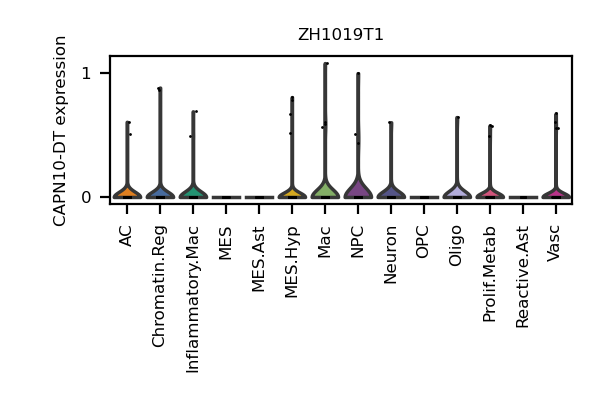 ZH1019T1
CAPN10-DT expression
1
0
AC
Chromatin.Reg
Inflammatory.Mac
MES
MES.Ast
MES.Hyp
Mac
NPC
Neuron
OPC
Oligo
Prolif.Metab
Reactive.Ast
Vasc